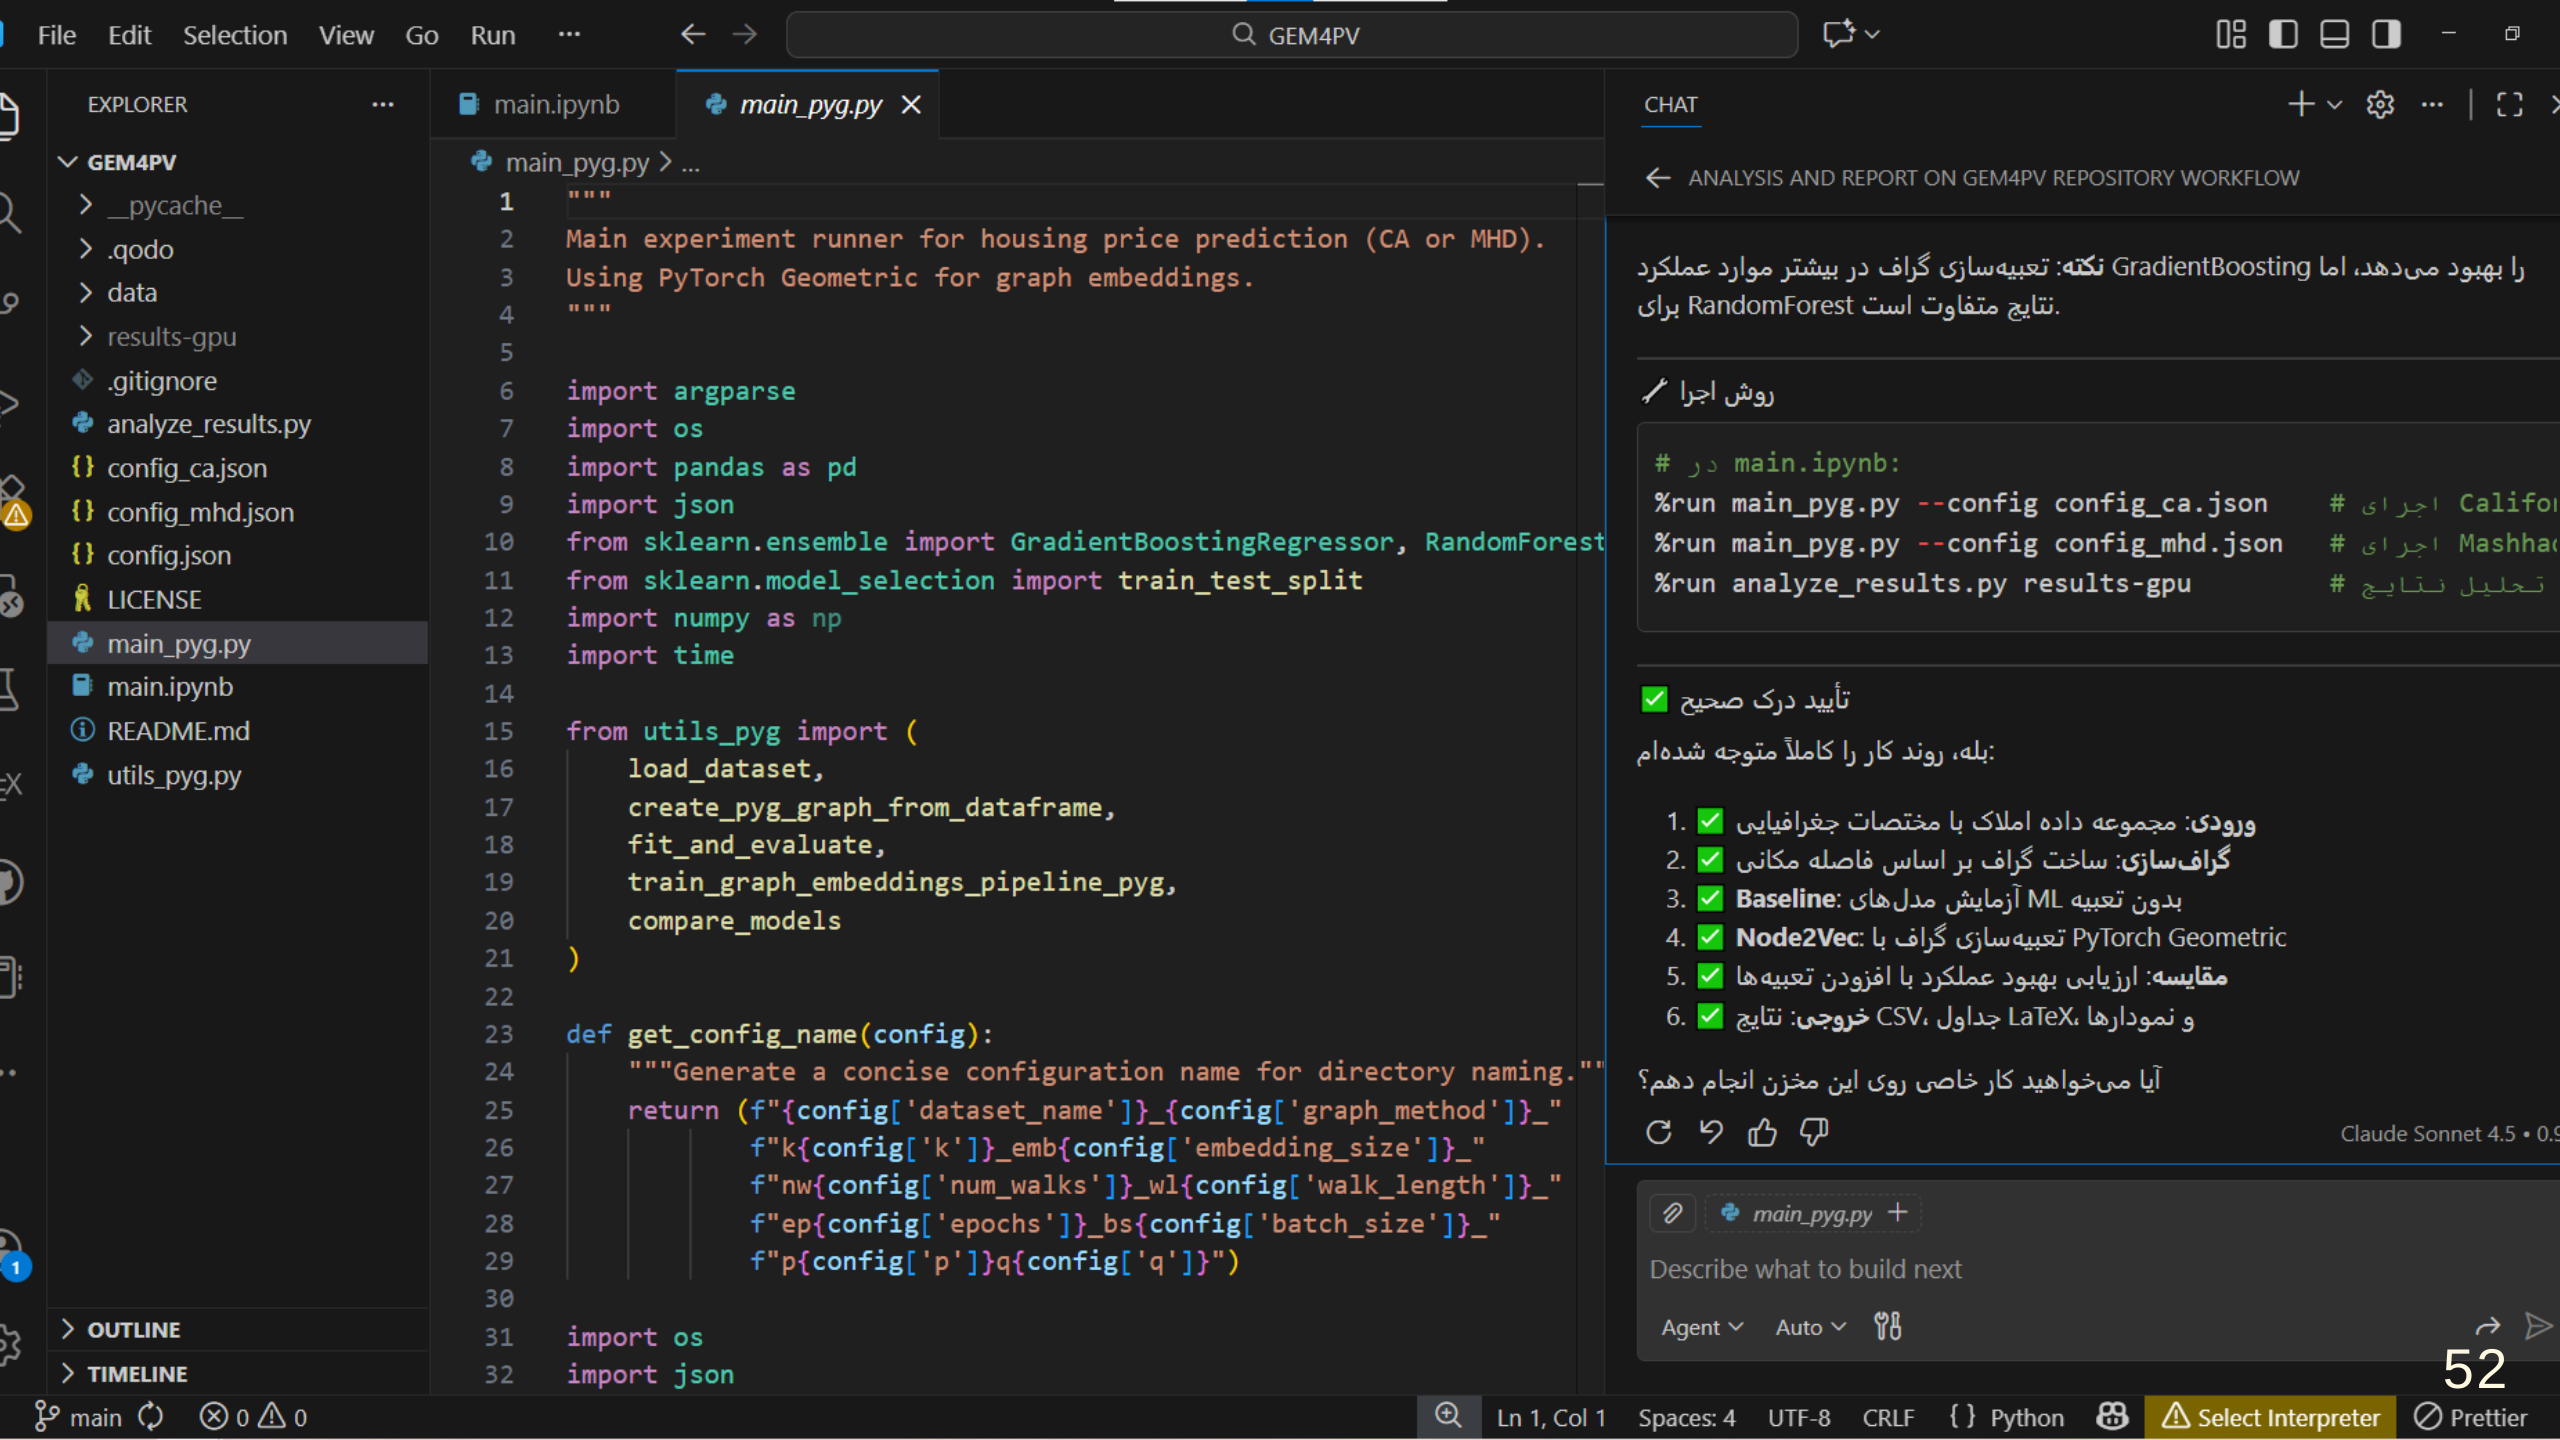 File Edit Selection View Go Run ... GEM4PV
EXPLORER ...
GEM4PV
__pycache__
.qodo
data
results-gpu
.gitignore
analyze_results.py
config_ca.json
config_mhd.json
config.json
LICENSE
main_pyg.py
main.ipynb
README.md
utils_pyg.py
OUTLINE
TIMELINE
main.ipynb main_pyg.py
main_pyg.py > ...
1 """
2 Main experiment runner for housing price prediction (CA or MHD).
3 Using PyTorch Geometric for graph embeddings.
4 """
5
6 import argparse
7 import os
8 import pandas as pd
9 import json
10 from sklearn.ensemble import GradientBoostingRegressor, RandomForest
11 from sklearn.model_selection import train_test_split
12 import numpy as np
13 import time
14
15 from utils_pyg import (
16 load_dataset,
17 create_pyg_graph_from_dataframe,
18 fit_and_evaluate,
19 train_graph_embeddings_pipeline_pyg,
20 compare_models
21 )
22
23 def get_config_name(config):
24 """Generate a concise configuration name for directory naming.""
25 return (f"{config['dataset_name']}_{config['graph_method']}_"
26 f"k{config['k']}_emb{config['embedding_size']}_"
27 f"nw{config['num_walks']}_wl{config['walk_length']}_"
28 f"ep{config['epochs']}_bs{config['batch_size']}_"
29 f"p{config['p']}q{config['q']}")
30
31 import os
32 import json
CHAT
ANALYSIS AND REPORT ON GEM4PV REPOSITORY WORKFLOW
نکته: تعبیه‌سازی گراف در بیشتر موارد عملکرد GradientBoosting را بهبود می‌دهد، اما
برای RandomForest نتایج متفاوت است.
روش اجرا
# در main.ipynb:
%run main_pyg.py --config config_ca.json # اجرای Califo
%run main_pyg.py --config config_mhd.json # اجرای Mashha
%run analyze_results.py results-gpu # تحلیل نتایج
✅ تأیید درک صحیح
بله، روند کار را کاملاً متوجه شده‌ام:
1. ✅ ورودی: مجموعه داده املاک با مختصات جغرافیایی
2. ✅ گراف‌سازی: ساخت گراف بر اساس فاصله مکانی
3. ✅ Baseline: آزمایش مدل‌های ML بدون تعبیه
4. ✅ Node2Vec: تعبیه‌سازی گراف با PyTorch Geometric
5. ✅ مقایسه: ارزیابی بهبود عملکرد با افزودن تعبیه‌ها
6. ✅ خروجی: نتایج CSV، جداول LaTeX، و نمودارها
آیا می‌خواهید کار خاصی روی این مخزن انجام دهم؟
Claude Sonnet 4.5 • 0.9
main_pyg.py +
Describe what to build next
Agent Auto
52
main 0 0 Ln 1, Col 1 Spaces: 4 UTF-8 CRLF {} Python Select Interpreter Prettier
1